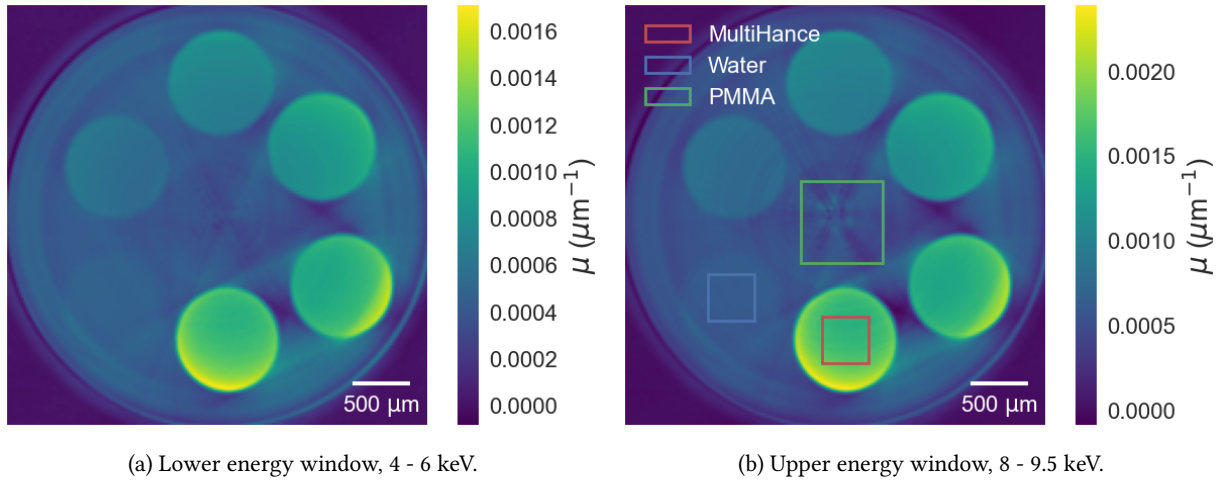 0.0016
0.0014
0.0012
0.0010
0.0008
0.0006
0.0004
0.0002
0.0000
μ (μm⁻¹)
500 μm
(a) Lower energy window, 4 - 6 keV.
MultiHance
Water
PMMA
0.0020
0.0015
0.0010
0.0005
0.0000
μ (μm⁻¹)
500 μm
(b) Upper energy window, 8 - 9.5 keV.